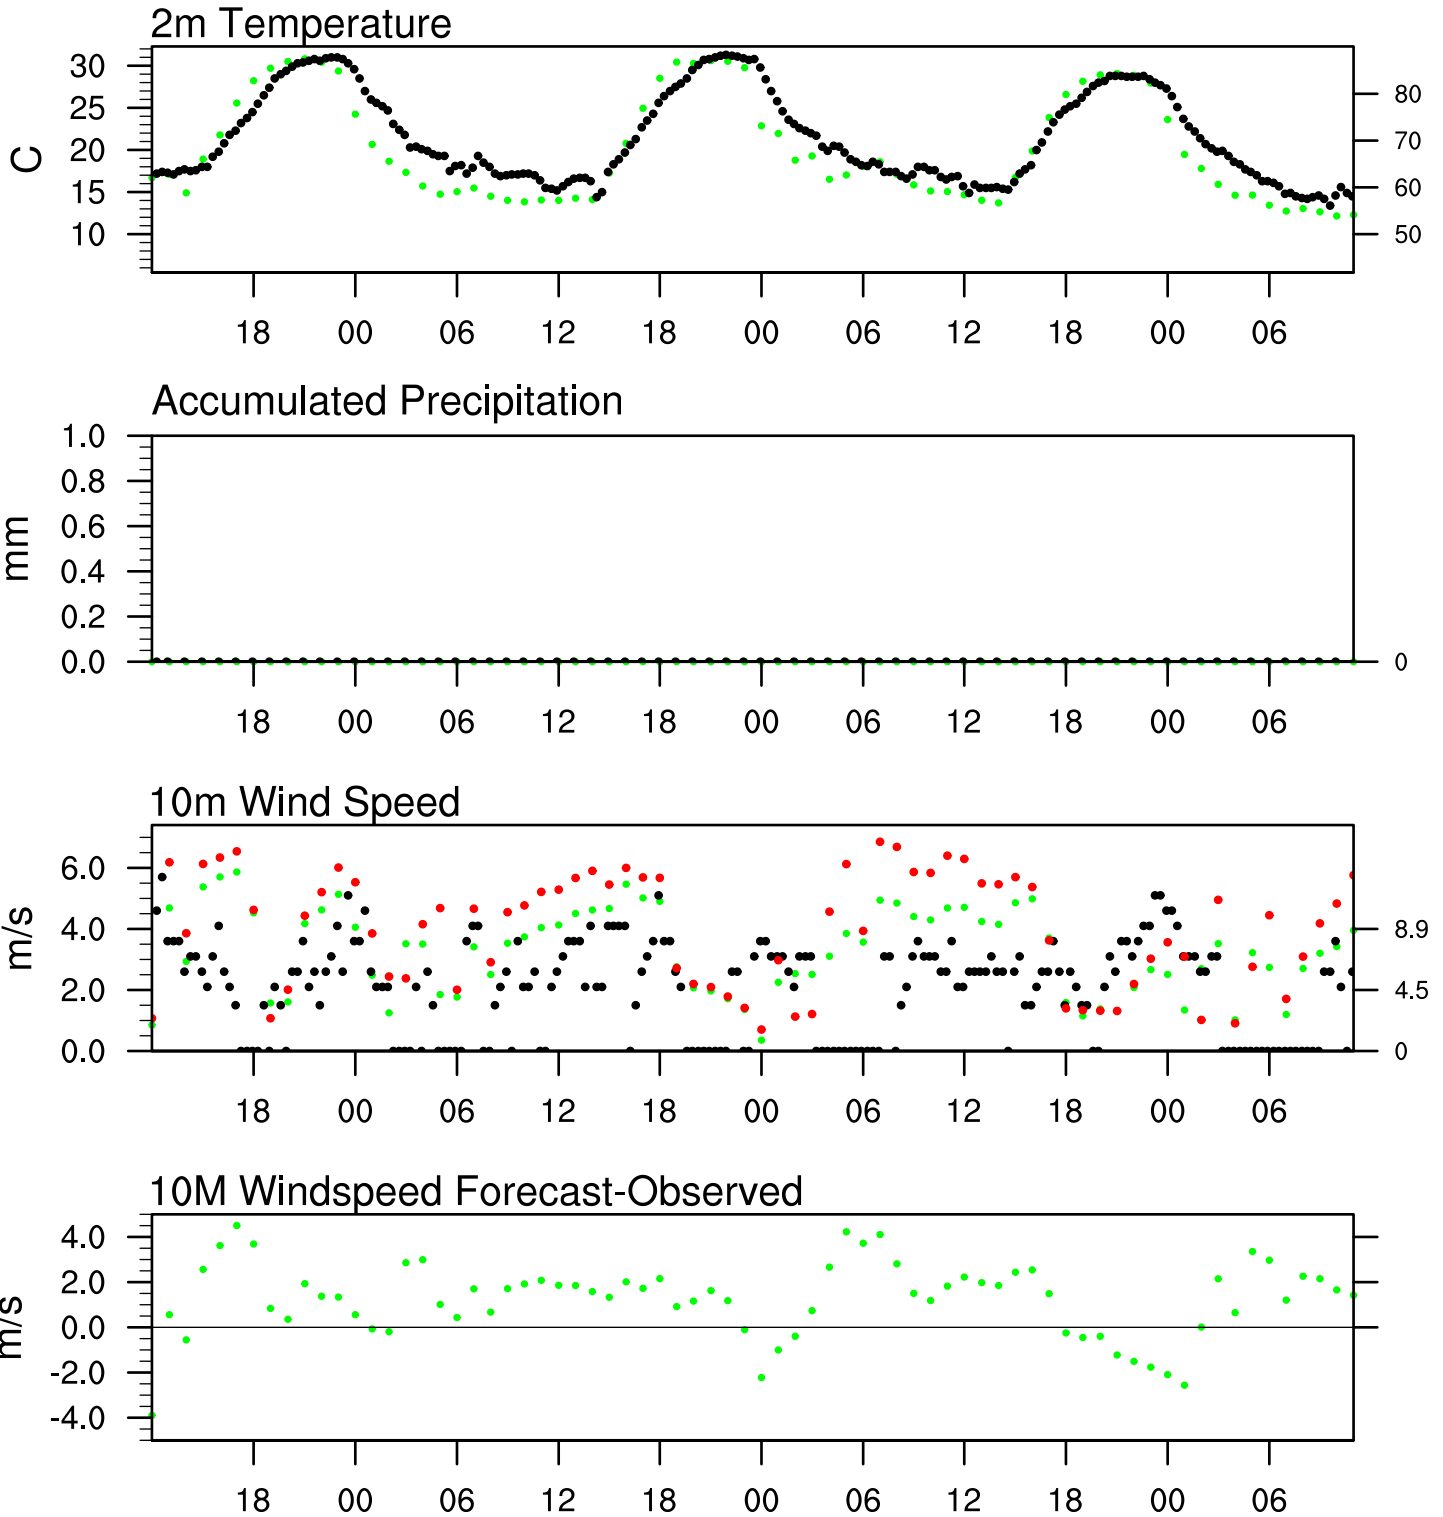 2m Temperature
30
25
20
15
10
C
80
70
60
50
18 00 06 12 18 00 06 12 18 00 06
Accumulated Precipitation
1.0
0.8
0.6
0.4
0.2
0.0
mm
0
18 00 06 12 18 00 06 12 18 00 06
10m Wind Speed
6.0
4.0
2.0
0.0
m/s
8.9
4.5
0
18 00 06 12 18 00 06 12 18 00 06
10M Windspeed Forecast-Observed
4.0
2.0
0.0
-2.0
-4.0
m/s
18 00 06 12 18 00 06 12 18 00 06